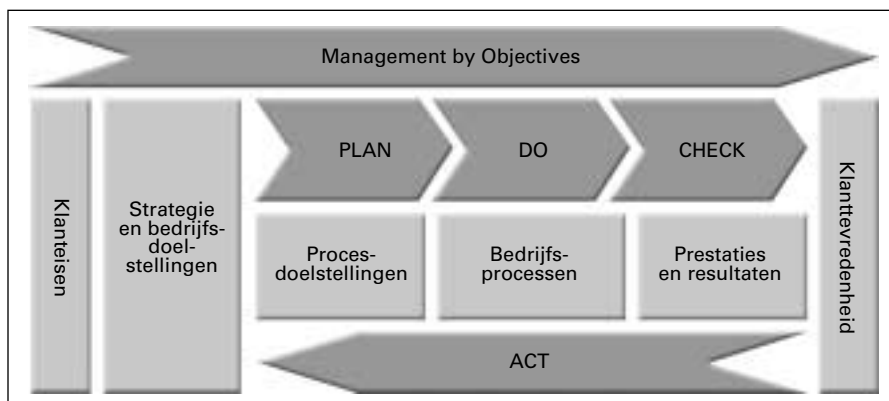 Management by Objectives
Klanteisen
Strategie
en bedrijfs-
doel-
stellingen
PLAN
DO
CHECK
Proces-
doelstellingen
Bedrijfs-
processen
Prestaties
en resultaten
ACT
Klanttevredenheid